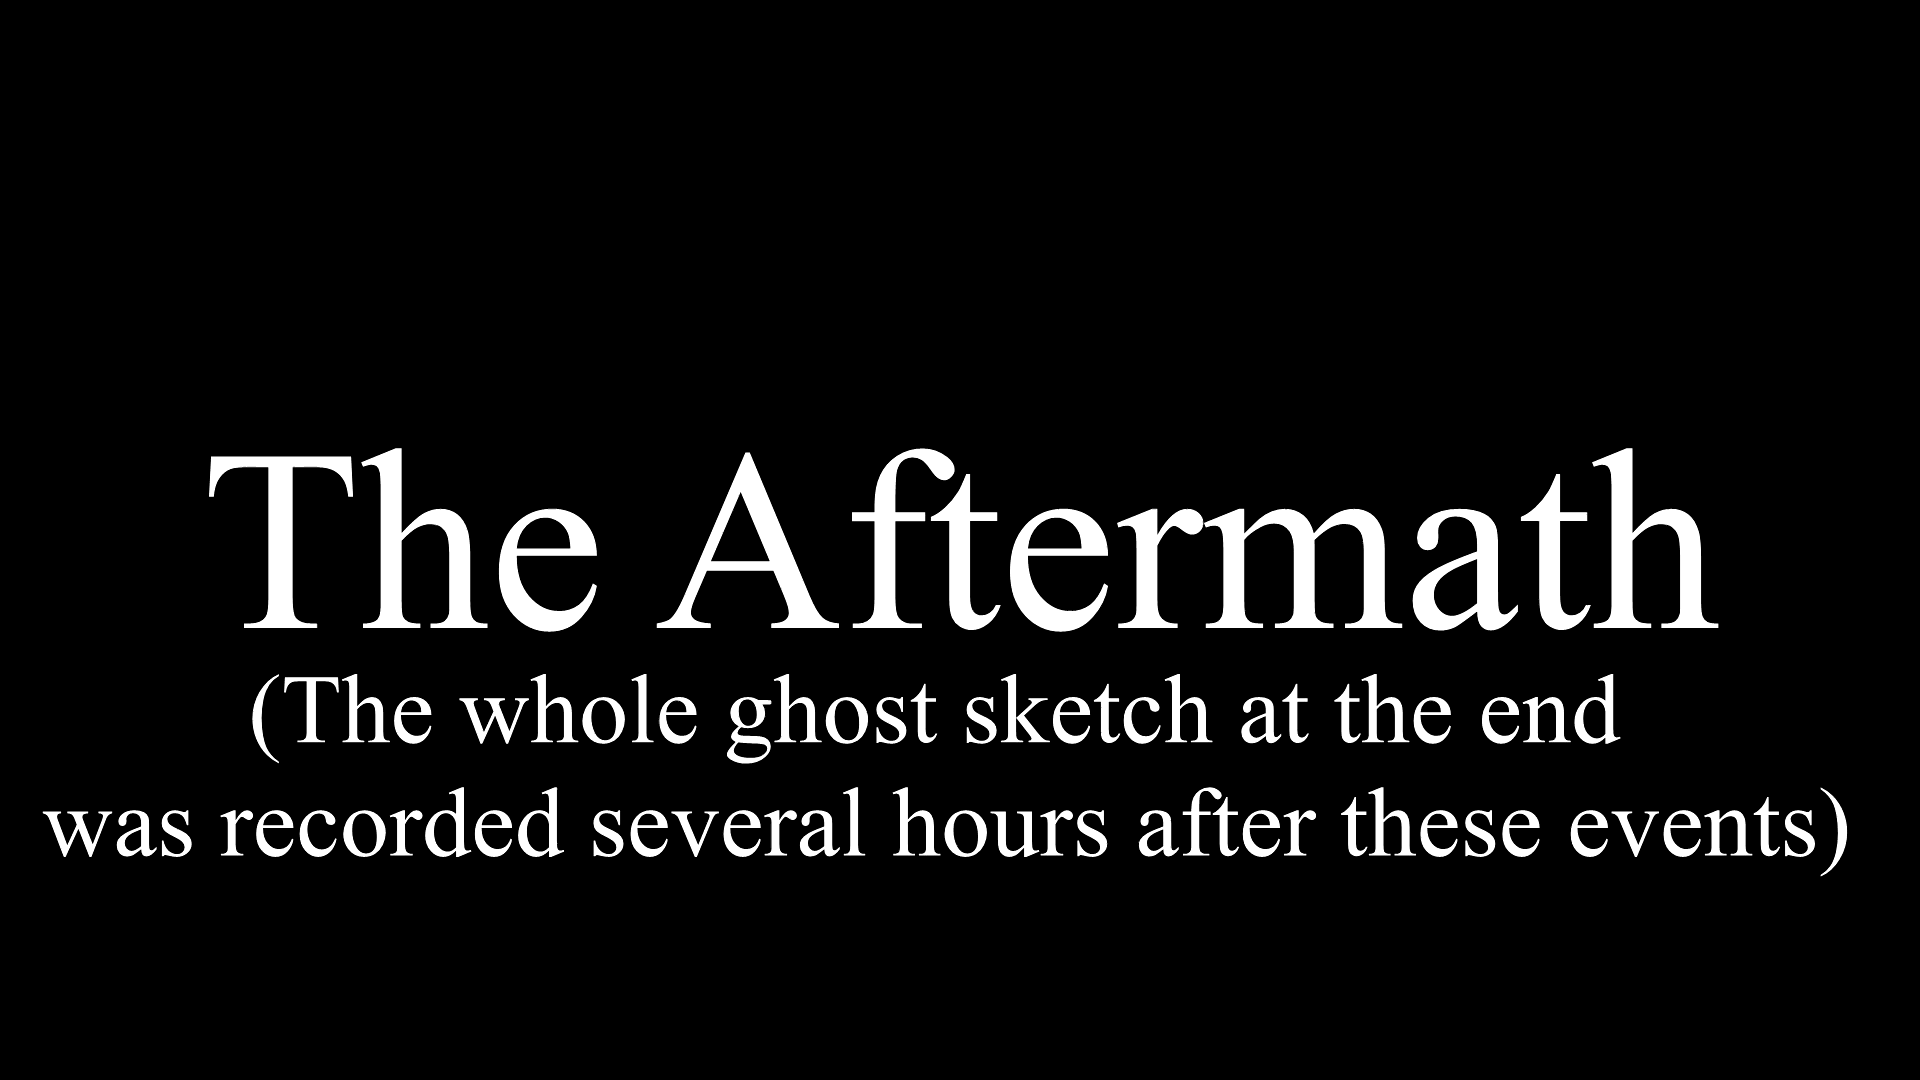 The Aftermath
(The whole ghost sketch at the end
was recorded several hours after these events)